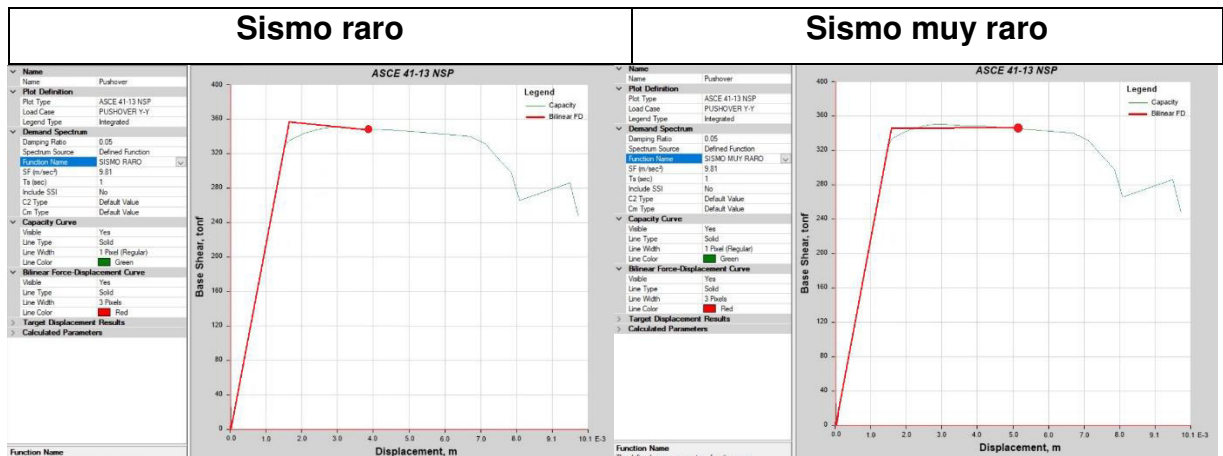 Sismo raro
Sismo muy raro
Name
Name Pushover
Plot Definition
Plot Type ASCE 41-13 NSP
Load Case PUSHOVER Y-Y
Legend Type Integrated
Demand Spectrum
Damping Ratio 0.05
Spectrum Source Defined Function
Function Name SISMO RARO
SF (m/sec²) 9.81
Ts (sec) 1
Include SSI No
C2 Type Default Value
Cm Type Default Value
Capacity Curve
Visible Yes
Line Type Solid
Line Width 1 Pixel (Regular)
Line Color Green
Bilinear Force-Displacement Curve
Visible Yes
Line Type Solid
Line Width 3 Pixels
Line Color Red
Target Displacement Results
Calculated Parameters
Function Name
ASCE 41-13 NSP
Legend
Capacity
Bilinear FD
Base Shear, tonf
400
360
320
280
240
200
160
120
80
40
0
0.0 1.0 2.0 3.0 4.0 5.0 6.0 7.0 8.0 9.1 10.1 E-3
Displacement, m
Name
Name Pushover
Plot Definition
Plot Type ASCE 41-13 NSP
Load Case PUSHOVER Y-Y
Legend Type Integrated
Demand Spectrum
Damping Ratio 0.05
Spectrum Source Defined Function
Function Name SISMO MUY RARO
SF (m/sec²) 9.81
Ts (sec) 1
Include SSI No
C2 Type Default Value
Cm Type Default Value
Capacity Curve
Visible Yes
Line Type Solid
Line Width 1 Pixel (Regular)
Line Color Green
Bilinear Force-Displacement Curve
Visible Yes
Line Type Solid
Line Width 3 Pixels
Line Color Red
Target Displacement Results
Calculated Parameters
Function Name
ASCE 41-13 NSP
Legend
Capacity
Bilinear FD
Base Shear, tonf
400
360
320
280
240
200
160
120
80
40
0
0.0 1.0 2.0 3.0 4.0 5.0 6.0 7.0 8.0 9.1 10.1 E-3
Displacement, m